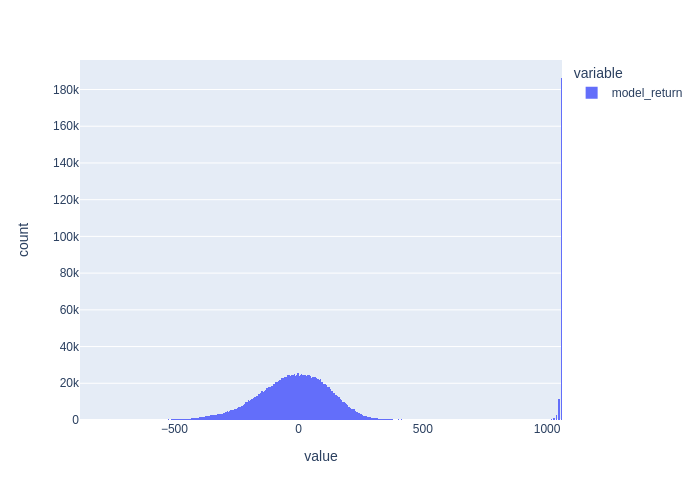 variable
model_return
180k
160k
140k
120k
100k
80k
60k
40k
20k
0
count
−500
0
500
1000
value